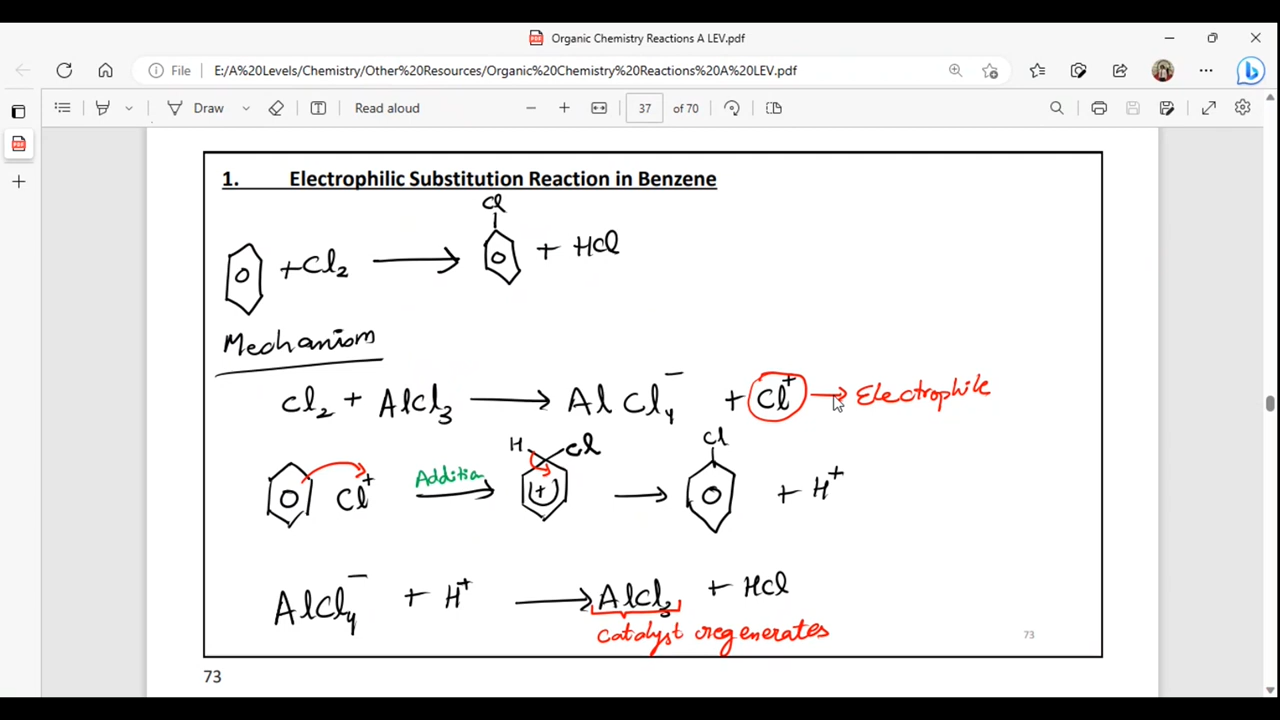 Organic Chemistry Reactions A LEV.pdf
File E:/A%20Levels/Chemistry/Other%20Resources/Organic%20Chemistry%20Reactions%20A%20LEV.pdf
Draw Read aloud 37 of 70
1. Electrophilic Substitution Reaction in Benzene
Cl
+Cl₂ ⟶ + HCl
Mechanism
Cl₂ + AlCl₃ ⟶ AlCl₄⁻ + Cl⁺ → Electrophile
H Cl Cl
Cl⁺ Addition + ⟶ + H⁺
AlCl₄⁻ + H⁺ ⟶ AlCl₃ + HCl
catalyst regenerates
73
73